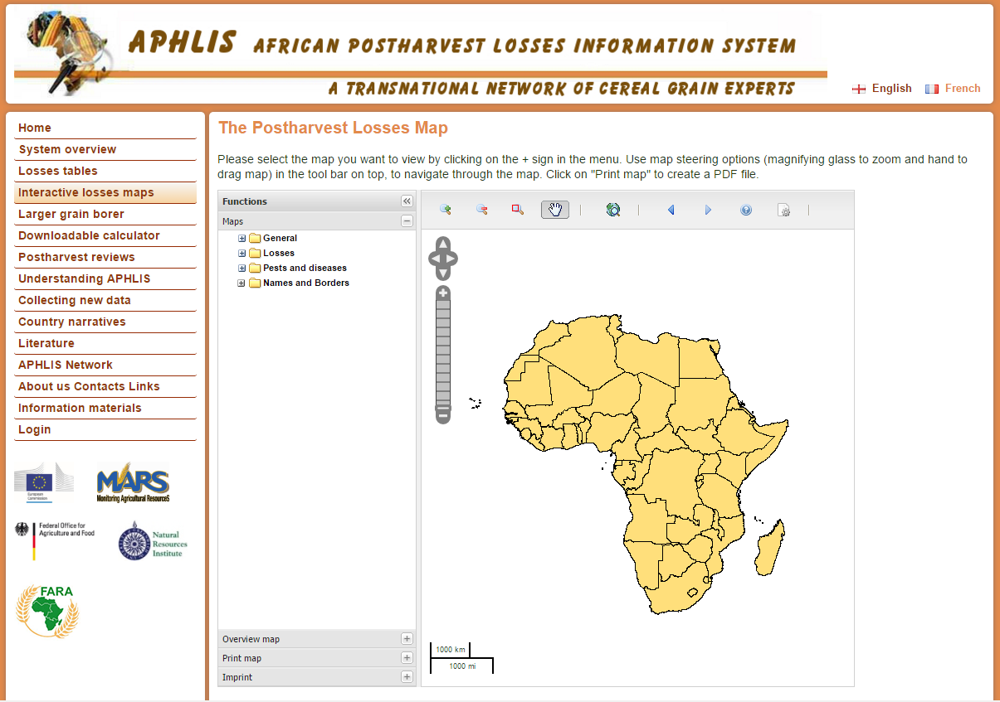 APHLIS AFRICAN POSTHARVEST LOSSES INFORMATION SYSTEM
A TRANSNATIONAL NETWORK OF CEREAL GRAIN EXPERTS
English French
Home
System overview
Losses tables
Interactive losses maps
Larger grain borer
Downloadable calculator
Postharvest reviews
Understanding APHLIS
Collecting new data
Country narratives
Literature
APHLIS Network
About us Contacts Links
Information materials
Login
European
Commission
MARS
Monitoring Agricultural ResourceS
Federal Office for
Agriculture and Food
Natural
Resources
Institute
FARA
The Postharvest Losses Map
Please select the map you want to view by clicking on the + sign in the menu. Use map steering options (magnifying glass to zoom and hand to
drag map) in the tool bar on top, to navigate through the map. Click on "Print map" to create a PDF file.
Functions
Maps
General
Losses
Pests and diseases
Names and Borders
Overview map
Print map
Imprint
1000 km
1000 mi